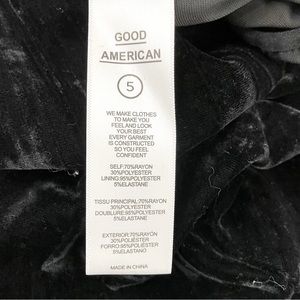 GOOD
AMERICAN
5
WE MAKE CLOTHES
TO MAKE YOU
FEEL AND LOOK
YOUR BEST
EVERY GARMENT
IS CONSTRUCTED
SO YOU FEEL
CONFIDENT
SELF:70%RAYON
30%POLYESTER
LINING:95%POLYESTER
5%ELASTANE
TISSU PRINCIPAL:70%RAYON
30%POLYESTER
DOUBLURE:95%POLYESTER
5%ELASTANE
EXTERIOR:70%RAYÓN
30%POLIÉSTER
FORRO:95%POLIÉSTER
5%ELASTANO
MADE IN CHINA